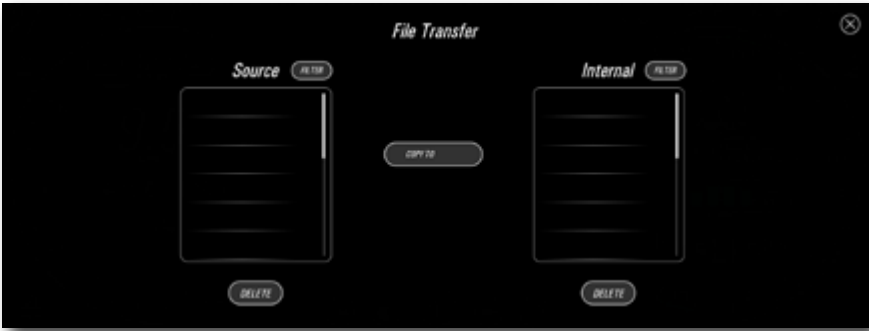 File Transfer
Source FILTER
Internal FILTER
COPY TO
DELETE
DELETE